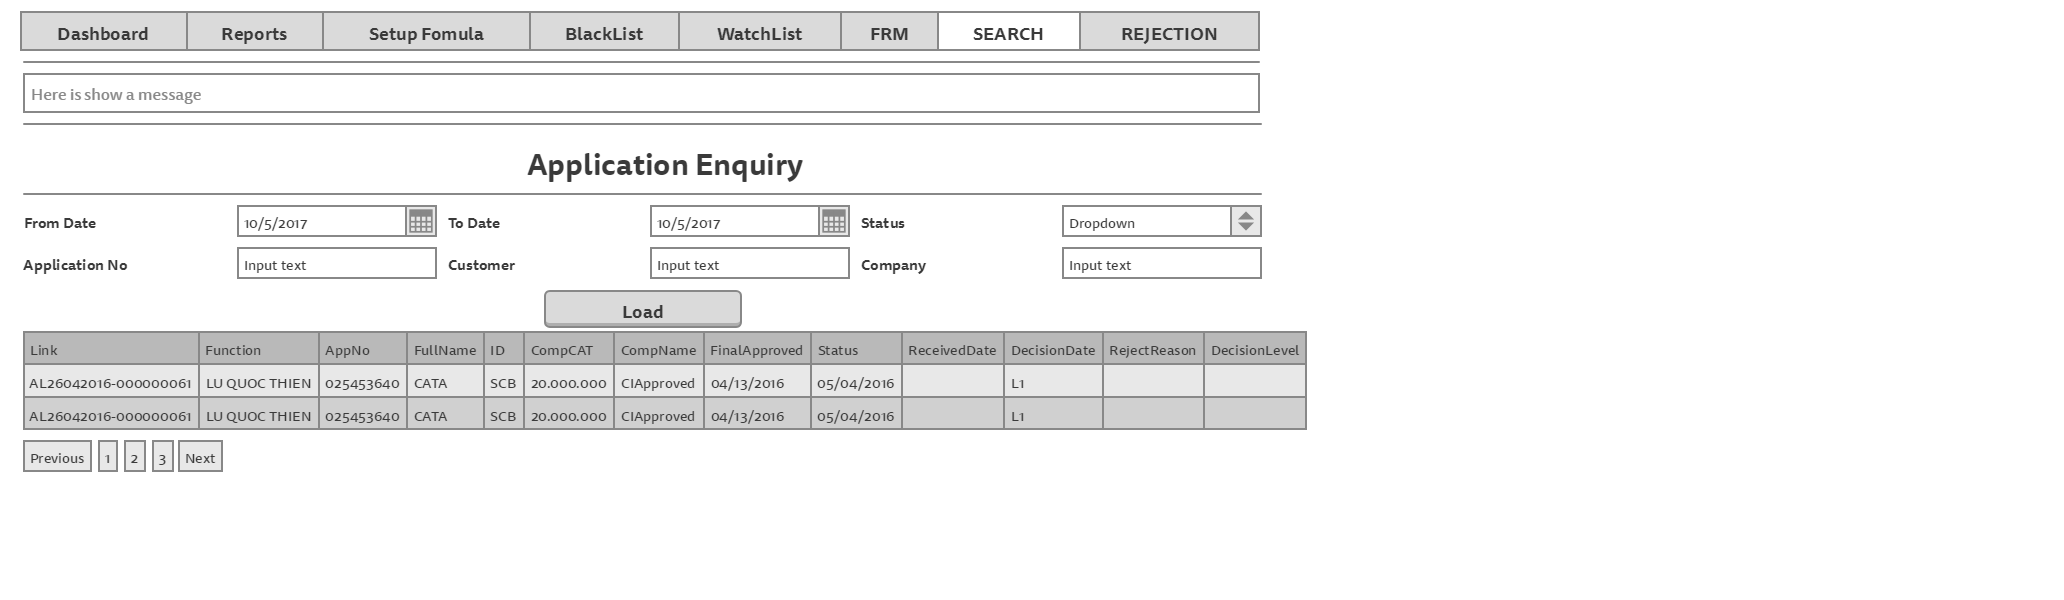 Dashboard Reports Setup Fomula BlackList WatchList FRM SEARCH REJECTION
Here is show a message
Application Enquiry
From Date 10/5/2017 To Date 10/5/2017 Status Dropdown
Application No Input text Customer Input text Company Input text
Load
Link Function AppNo FullName ID CompCAT CompName FinalApproved Status ReceivedDate DecisionDate RejectReason DecisionLevel
AL26042016-000000061 LU QUOC THIEN 025453640 CATA SCB 20.000.000 CIApproved 04/13/2016 05/04/2016 L1
AL26042016-000000061 LU QUOC THIEN 025453640 CATA SCB 20.000.000 CIApproved 04/13/2016 05/04/2016 L1
Previous 1 2 3 Next